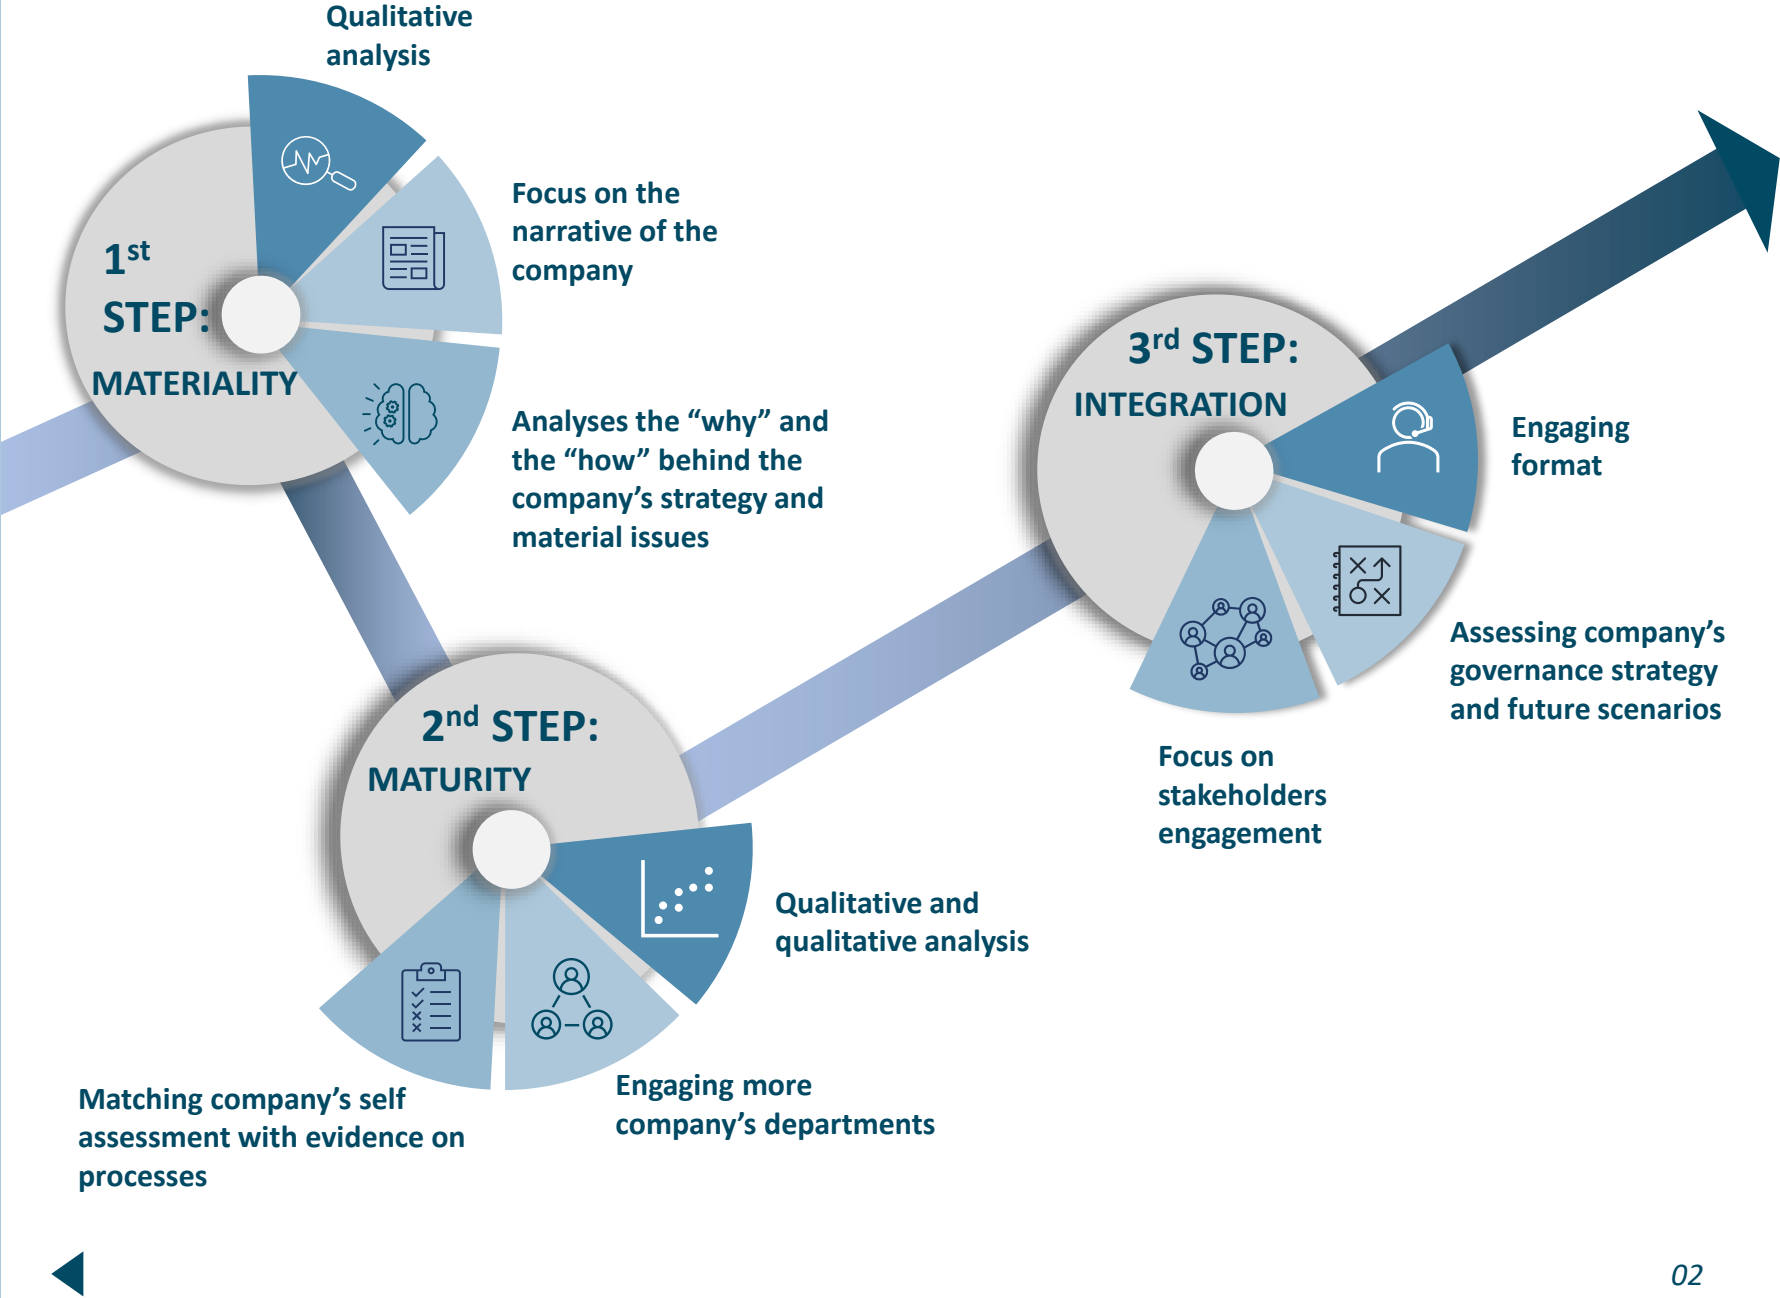 Qualitative
analysis
1st
STEP:
MATERIALITY
Focus on the
narrative of the
company
Analyses the “why” and
the “how” behind the
company’s strategy and
material issues
2nd STEP:
MATURITY
Qualitative and
qualitative analysis
Engaging more
company’s departments
Matching company’s self
assessment with evidence on
processes
3rd STEP:
INTEGRATION
Engaging
format
Assessing company’s
governance strategy
and future scenarios
Focus on
stakeholders
engagement
02